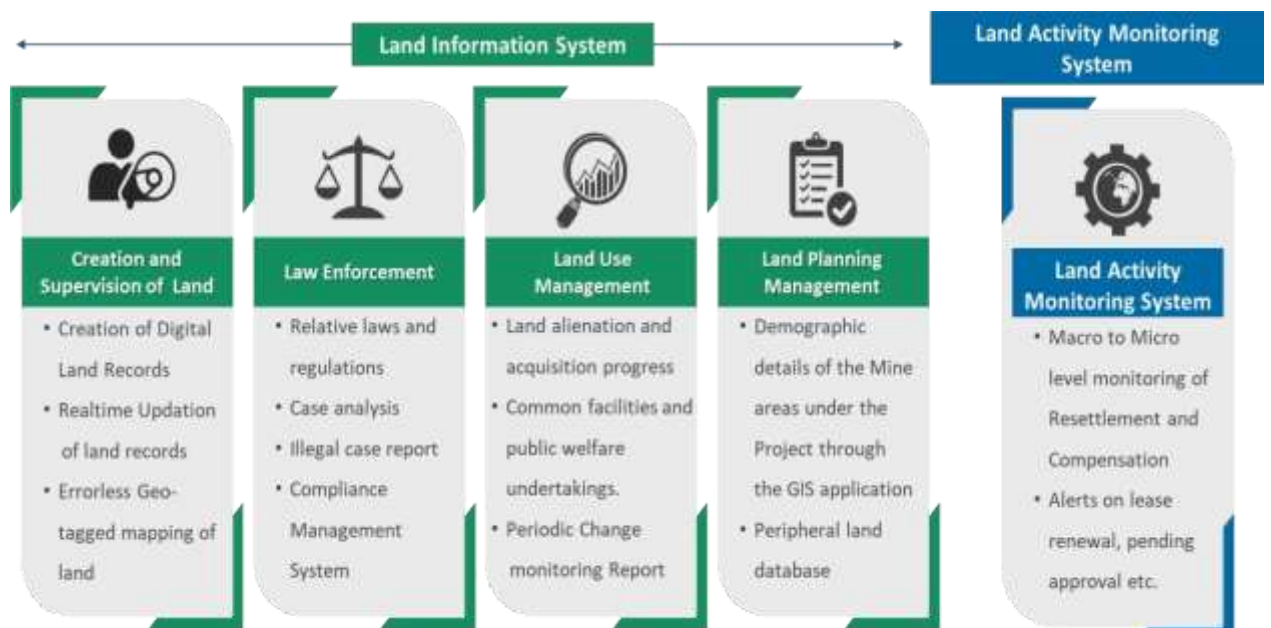 Land Information System
Land Activity Monitoring
System
Creation and
Supervision of Land
• Creation of Digital
Land Records
• Realtime Updation
of land records
• Errorless Geo-
tagged mapping of
land
Law Enforcement
• Relative laws and
regulations
• Case analysis
• Illegal case report
• Compliance
Management
System
Land Use
Management
• Land alienation and
acquisition progress
• Common facilities and
public welfare
undertakings.
• Periodic Change
monitoring Report
Land Planning
Management
• Demographic
details of the Mine
areas under the
Project through
the GIS application
• Peripheral land
database
Land Activity
Monitoring System
• Macro to Micro
level monitoring of
Resettlement and
Compensation
• Alerts on lease
renewal, pending
approval etc.